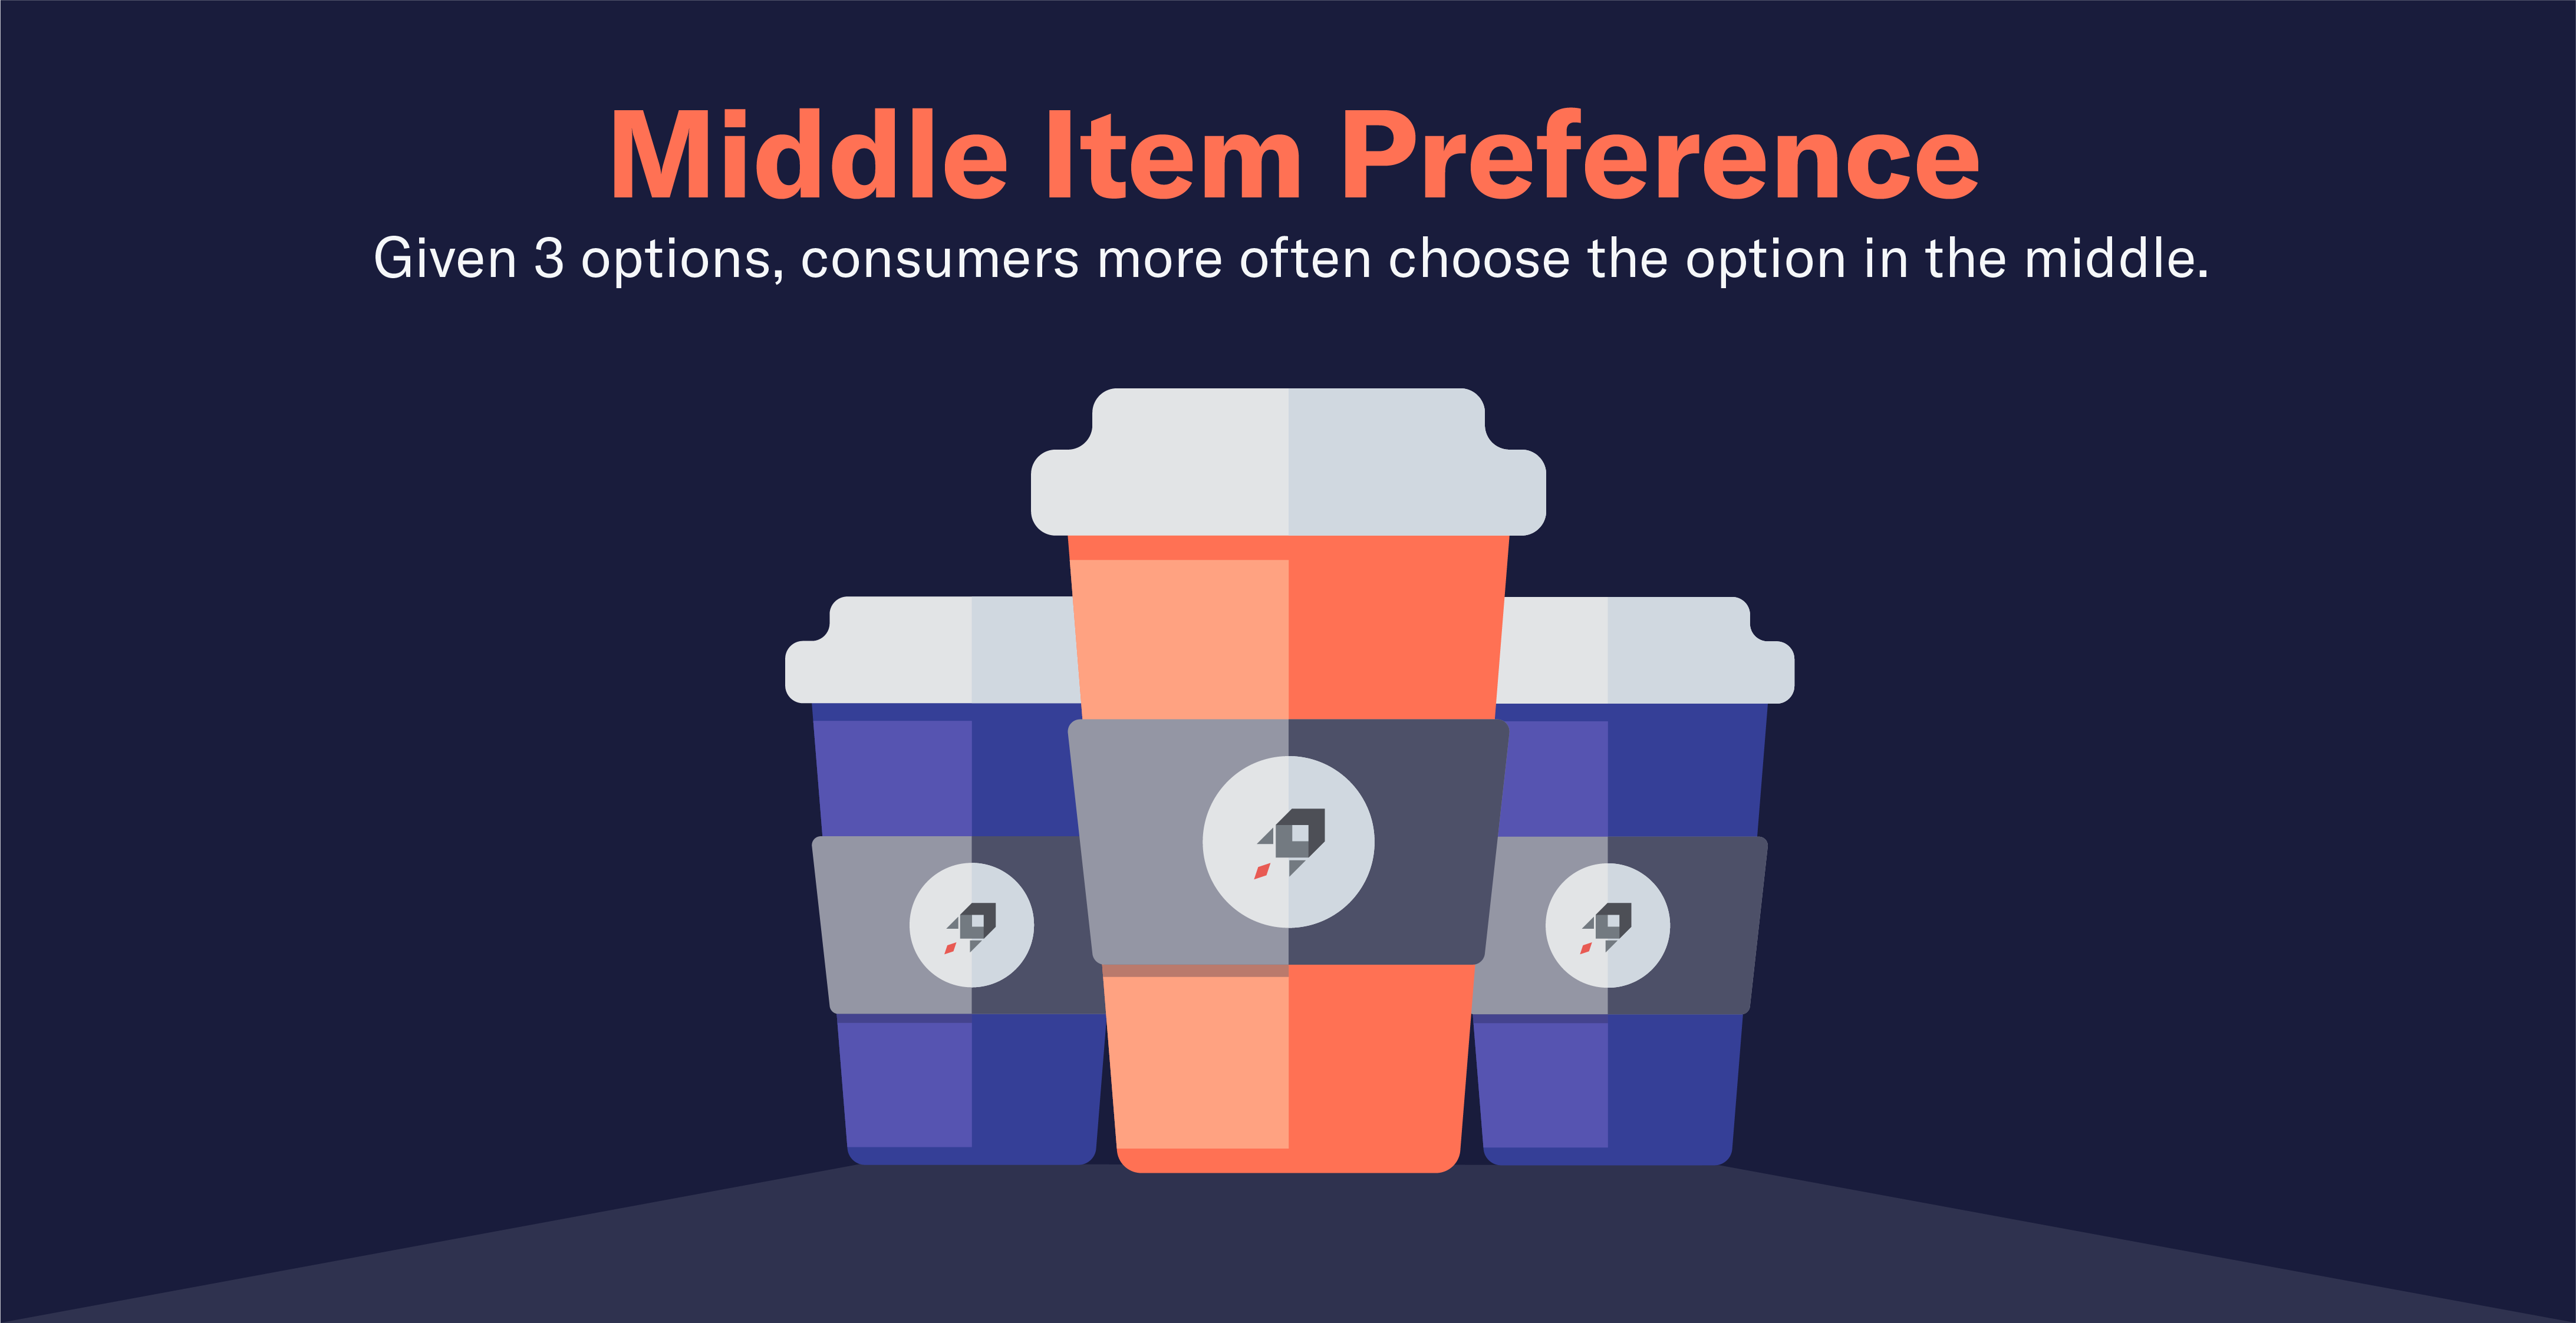 Middle Item Preference
Given 3 options, consumers more often choose the option in the middle.